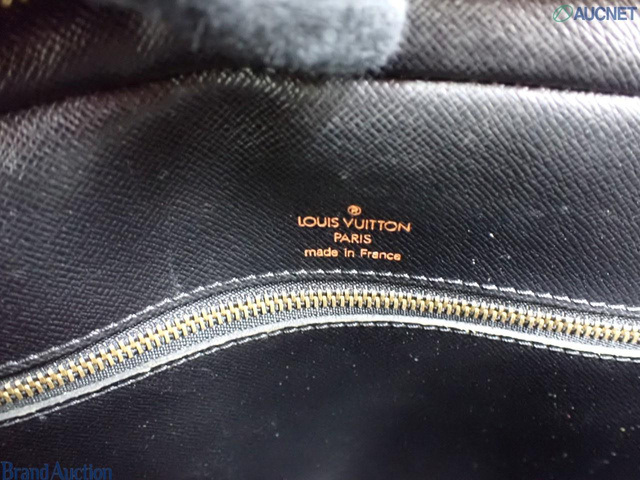 AUCNET
®
LOUIS VUITTON
PARIS
made in France
Brand Auction